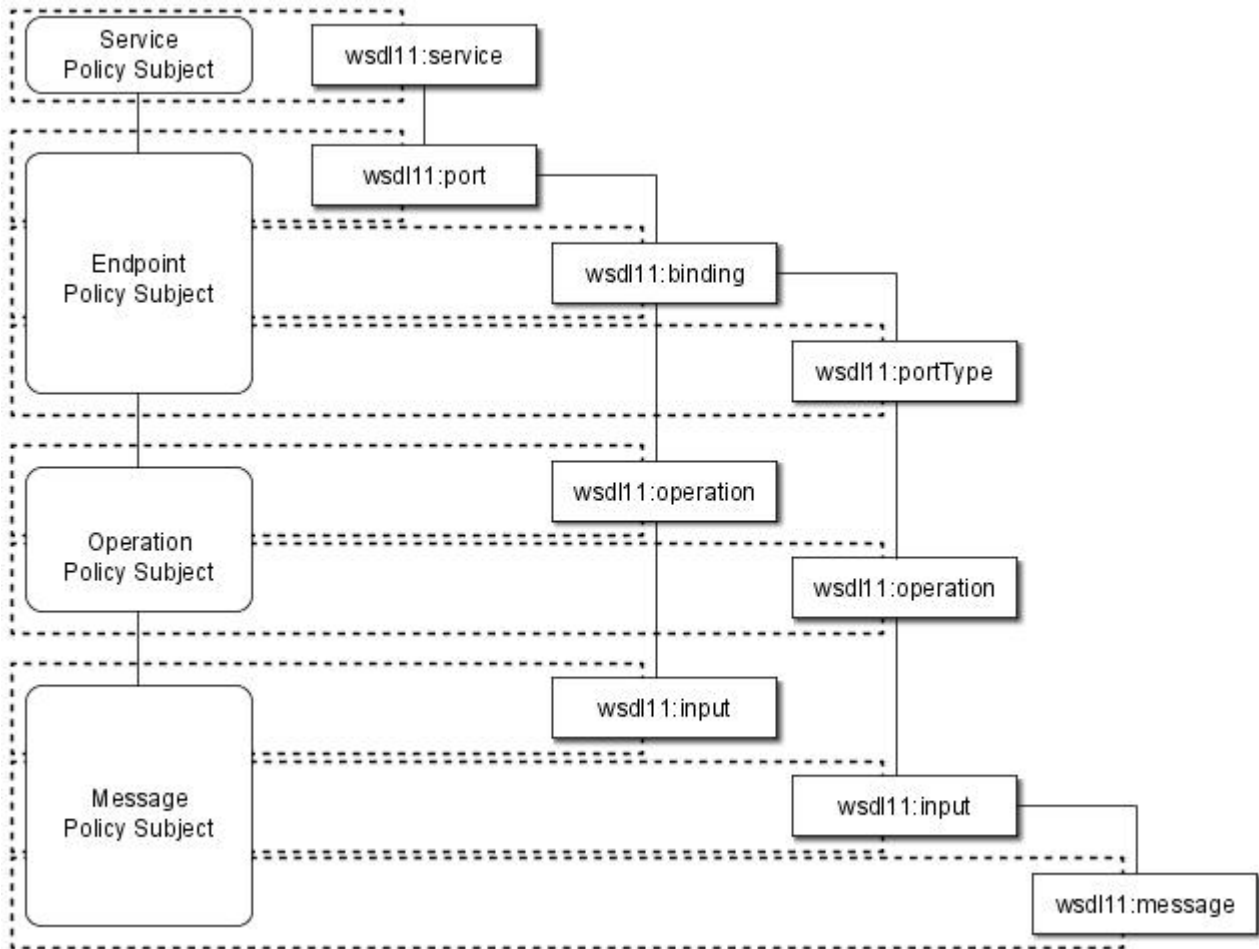 Service
Policy Subject
wsdl11:service
wsdl11:port
Endpoint
Policy Subject
wsdl11:binding
wsdl11:portType
wsdl11:operation
Operation
Policy Subject
wsdl11:operation
wsdl11:input
Message
Policy Subject
wsdl11:input
wsdl11:message